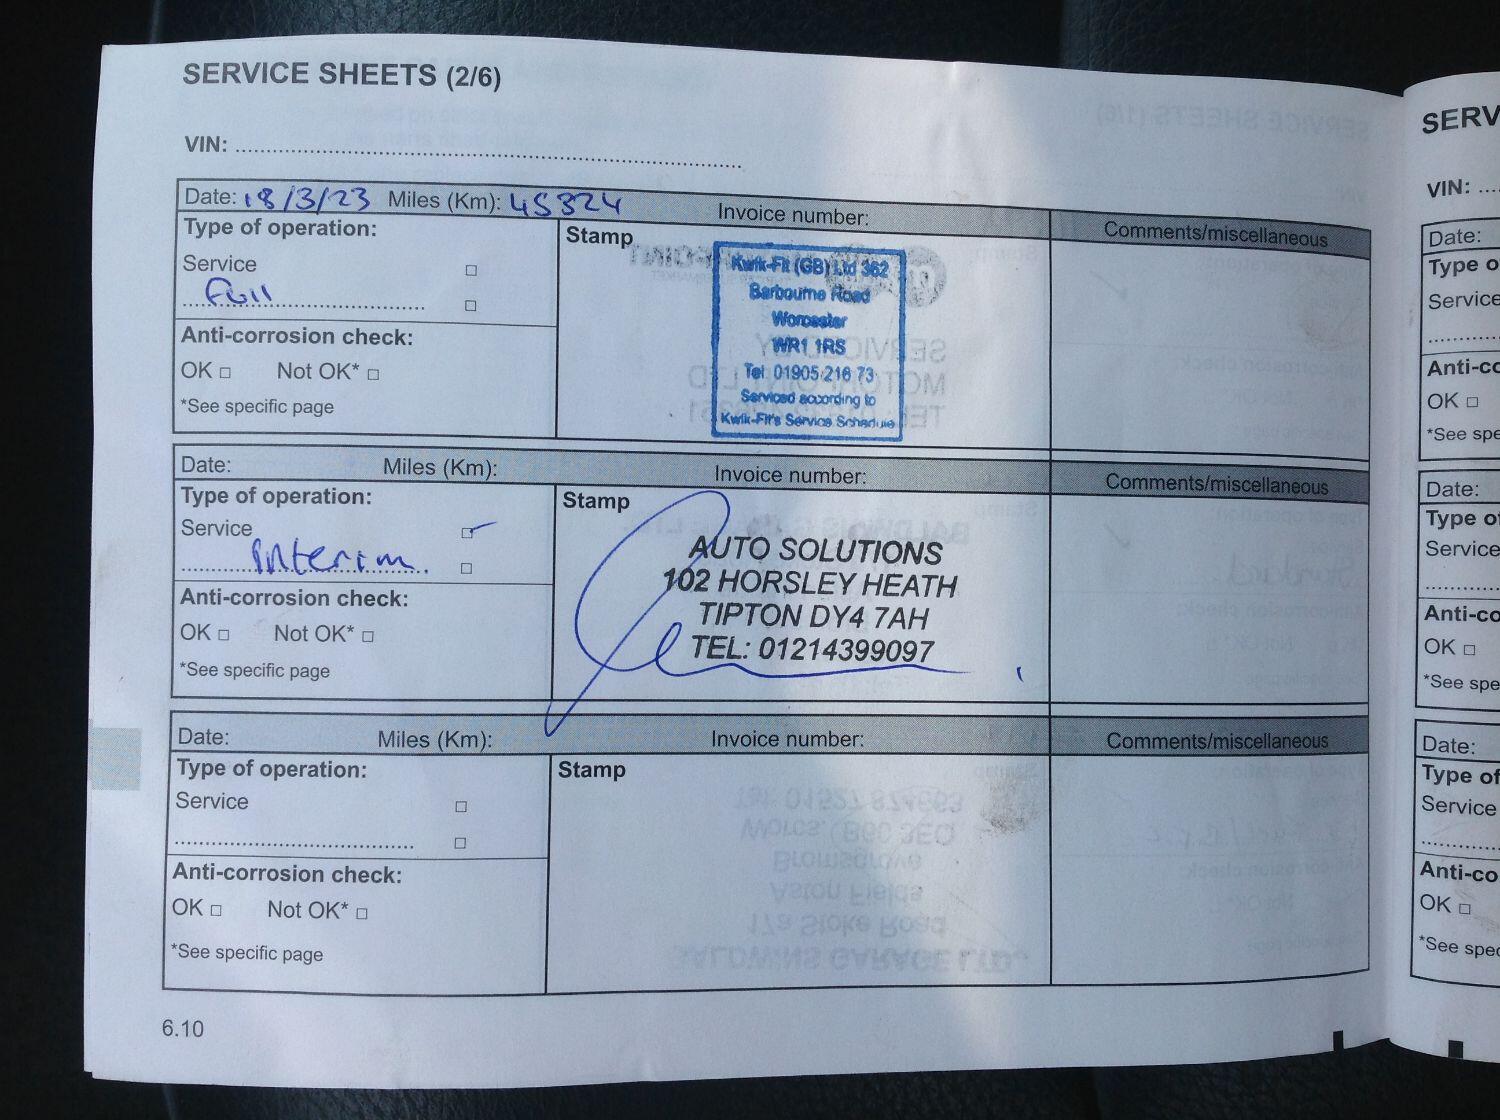 SERVICE SHEETS (2/6)
VIN:
Date: 18/3/23 Miles (Km): 45324 Invoice number:
Comments/miscellaneous
Type of operation:
Stamp
Service
Full
Kwik-Fit (GB) Ltd 362
Barbourne Road
Worcester
WR1 1RS
Tel: 01905 216 73
Serviced according to
Kwik-Fit's Service Schedule
Anti-corrosion check:
OK Not OK*
*See specific page
Date: Miles (Km): Invoice number:
Comments/miscellaneous
Type of operation:
Stamp
Service
Interim
AUTO SOLUTIONS
102 HORSLEY HEATH
TIPTON DY4 7AH
TEL: 01214399097
Anti-corrosion check:
OK Not OK*
*See specific page
Date: Miles (Km): Invoice number:
Comments/miscellaneous
Type of operation:
Stamp
Service
Anti-corrosion check:
OK Not OK*
*See specific page
6.10
SERV
VIN:
Date:
Type o
Service
Anti-co
OK
*See spe
Date:
Type of
Service
Anti-co
OK
*See spe
Date:
Type of
Service
Anti-co
OK
*See spec